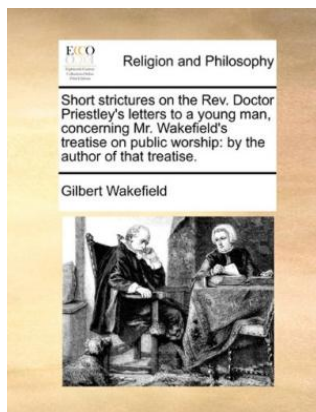 ECCO
Religion and Philosophy
Short strictures on the Rev. Doctor
Priestley's letters to a young man,
concerning Mr. Wakefield's
treatise on public worship: by the
author of that treatise.
Gilbert Wakefield